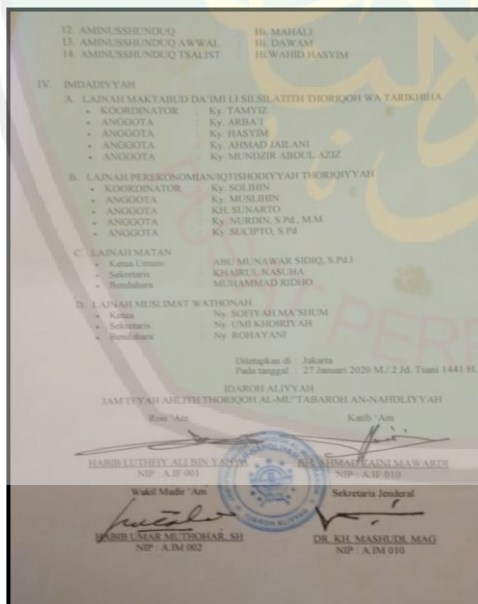 12. AMINUSSHUNDUQ : Hi. MAHALI
13. AMINUSSHUNDUQ AWWAL : Hi. DAWAM
14. AMINUSSHUNDUQ TSALIST : Hi.WAHID HASYIM
IV. IMDADIYYAH
A. LAJNAH MAKTABUD DA'IMI LI SILSILATITH THORIQOH WA TARIKHIHA
• KOORDINATOR : Ky. TAMYIZ
• ANGGOTA : Ky. ARBA'I
• ANGGOTA : Ky. HASYIM
• ANGGOTA : Ky. AHMAD JAILANI
• ANGGOTA : Ky. MUNDZIR ABDUL AZIZ
B. LAJNAH PEREKONOMIAN/IQTISHODIYYAH THORIQIYYAH
• KOORDINATOR : Ky. SOLIHIN
• ANGGOTA : Ky. MUSLIHIN
• ANGGOTA : KH. SUNARTO
• ANGGOTA : Ky. NURDIN, S.Pd., M.M
• ANGGOTA : Ky. SUCIPTO, S.Pd
C. LAJNAH MATAN
• Ketua Umum : ABU MUNAWAR SIDIQ, S.Pd.I
• Sekretaris : KHAIRUL NASUHA
• Bendahara : MUHAMMAD RIDHO
D. LAJNAH MUSLIMAT WATHONAH
• Ketua : Ny. SOFIYAH MA'SHUM
• Sekretaris : Ny. UMI KHOIRIYAH
• Bendahara : Ny. ROHAYANI
Ditetapkan di : Jakarta
Pada tanggal : 27 Januari 2020 M./ 2 Jd. Tsani 1441 H.
IDAROH ALIYYAH
JAM'IYYAH AHLITH THORIQOH AL-MU'TABAROH AN-NAHDLIYYAH
Rois 'Am Katib 'Am
HABIB LUTHFIY ALI BIN YAHYA KH. AHMAD ZAINI MAWARDI
NIP : A.IF 001 NIP : A.IF 010
Wakil Mudir 'Am Sekretaris Jenderal
HABIB UMAR MUTHOHAR, SH DR. KH. MASHUDI, MAG
NIP : A.IM 002 NIP : A.IM 010